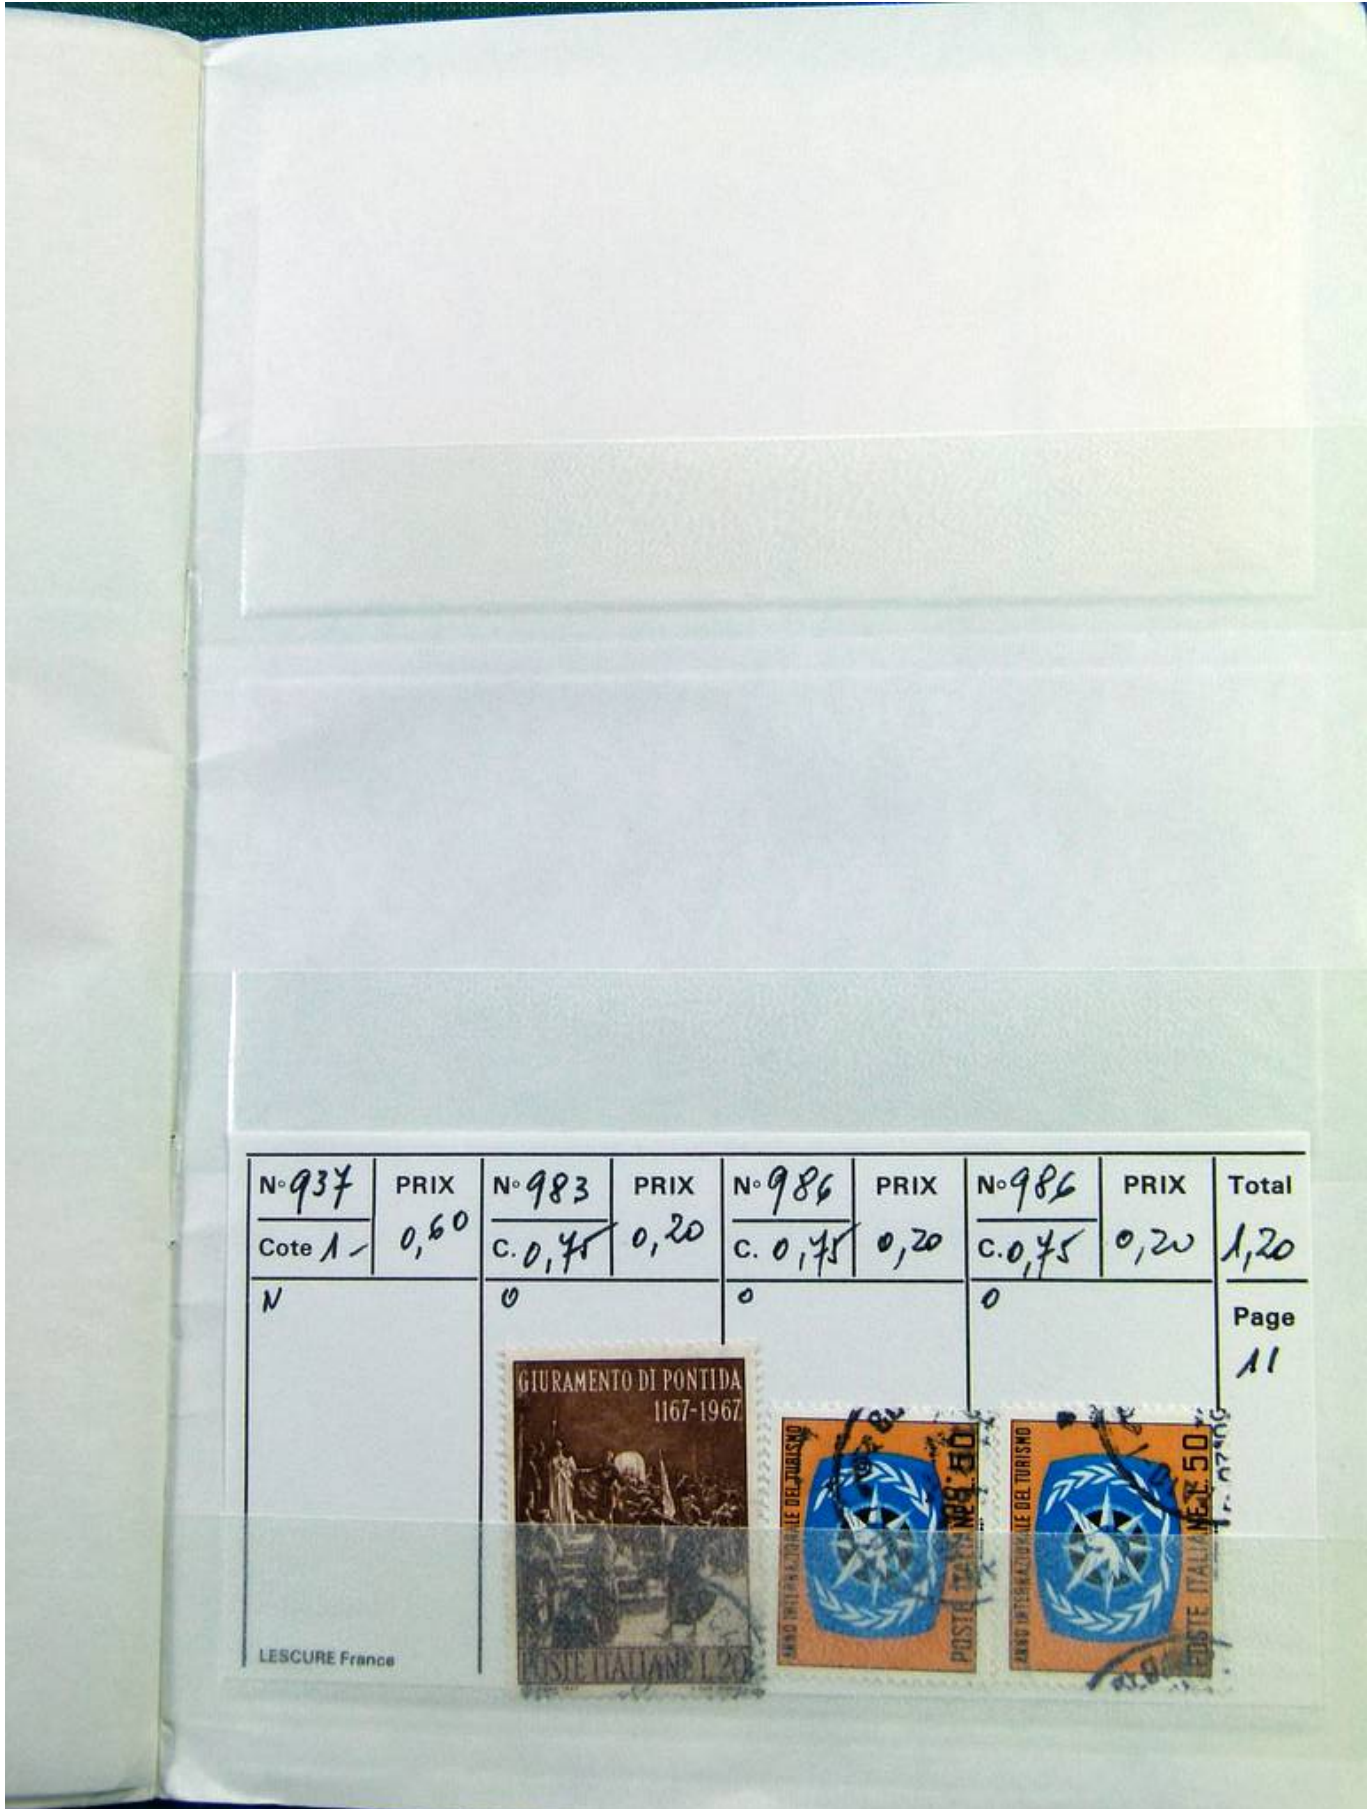 N° 937 PRIX N° 983 PRIX N° 986 PRIX N° 986 PRIX Total
Cote 1- 0,60 C. 0,75 0,20 C. 0,75 0,20 C. 0,75 0,20 1,20
N O O O Page
11
GIURAMENTO DI PONTIDA
1167-1967
POSTE ITALIANE L.20
ANNO INTERNAZIONALE DEL TURISMO
POSTE ITALIANE L. 50
ANNO INTERNAZIONALE DEL TURISMO
POSTE ITALIANE L. 50
LESCURE France